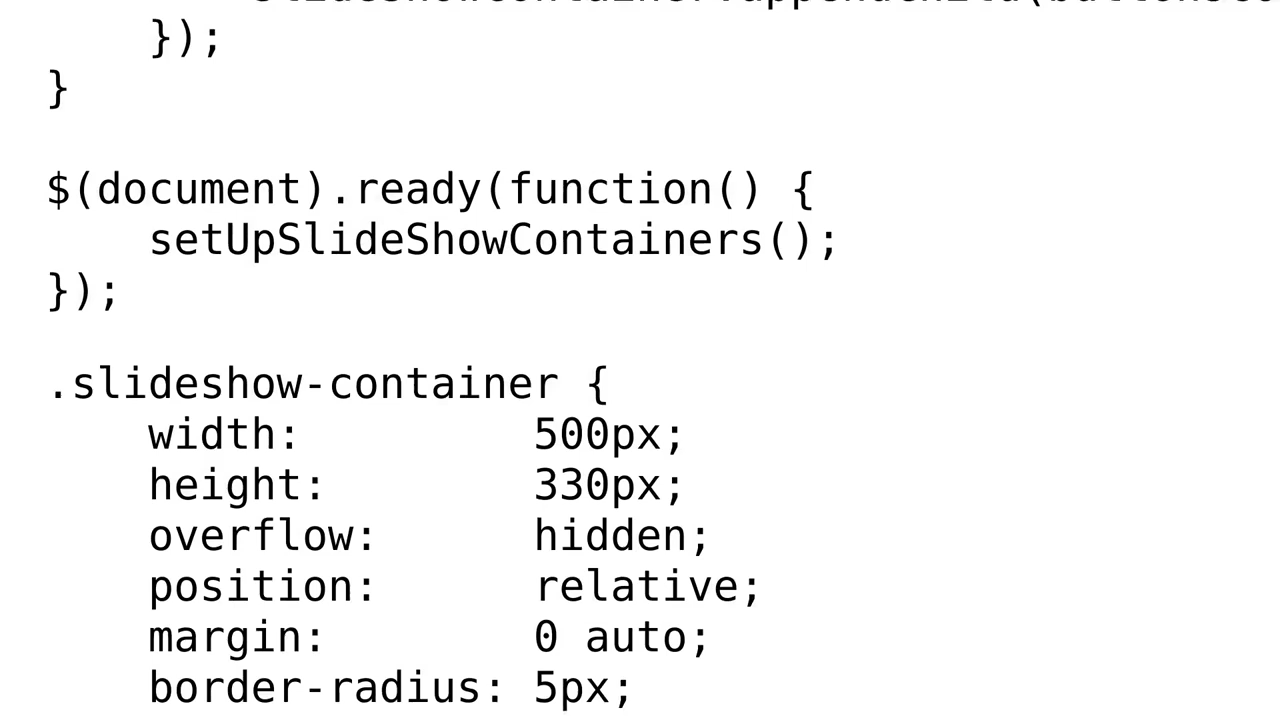 });
}

$(document).ready(function() {
    setUpSlideShowContainers();
});

.slideshow-container {
    width:         500px;
    height:        330px;
    overflow:      hidden;
    position:      relative;
    margin:        0 auto;
    border-radius: 5px;